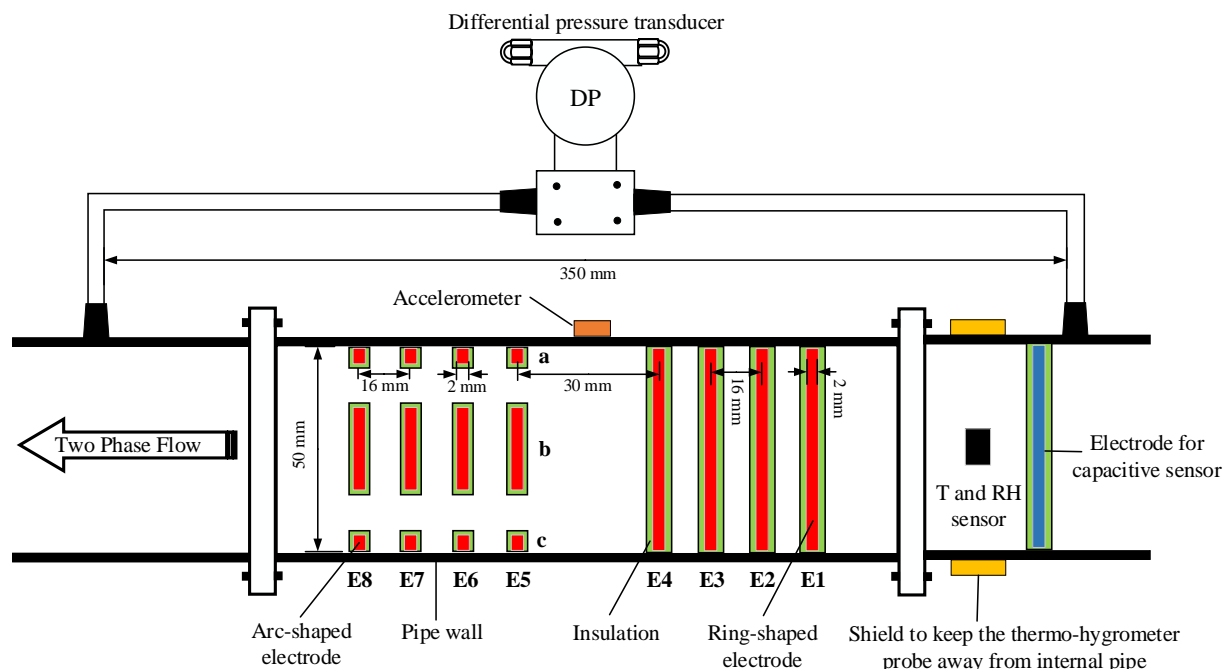 Differential pressure transducer
DP
350 mm
Accelerometer
a
16 mm
2 mm
30 mm
16 mm
2 mm
50 mm
b
Two Phase Flow
Electrode for
capacitive sensor
T and RH
sensor
c
E8 E7 E6 E5 E4 E3 E2 E1
Arc-shaped
electrode
Pipe wall
Insulation
Ring-shaped
electrode
Shield to keep the thermo-hygrometer
probe away from internal pipe